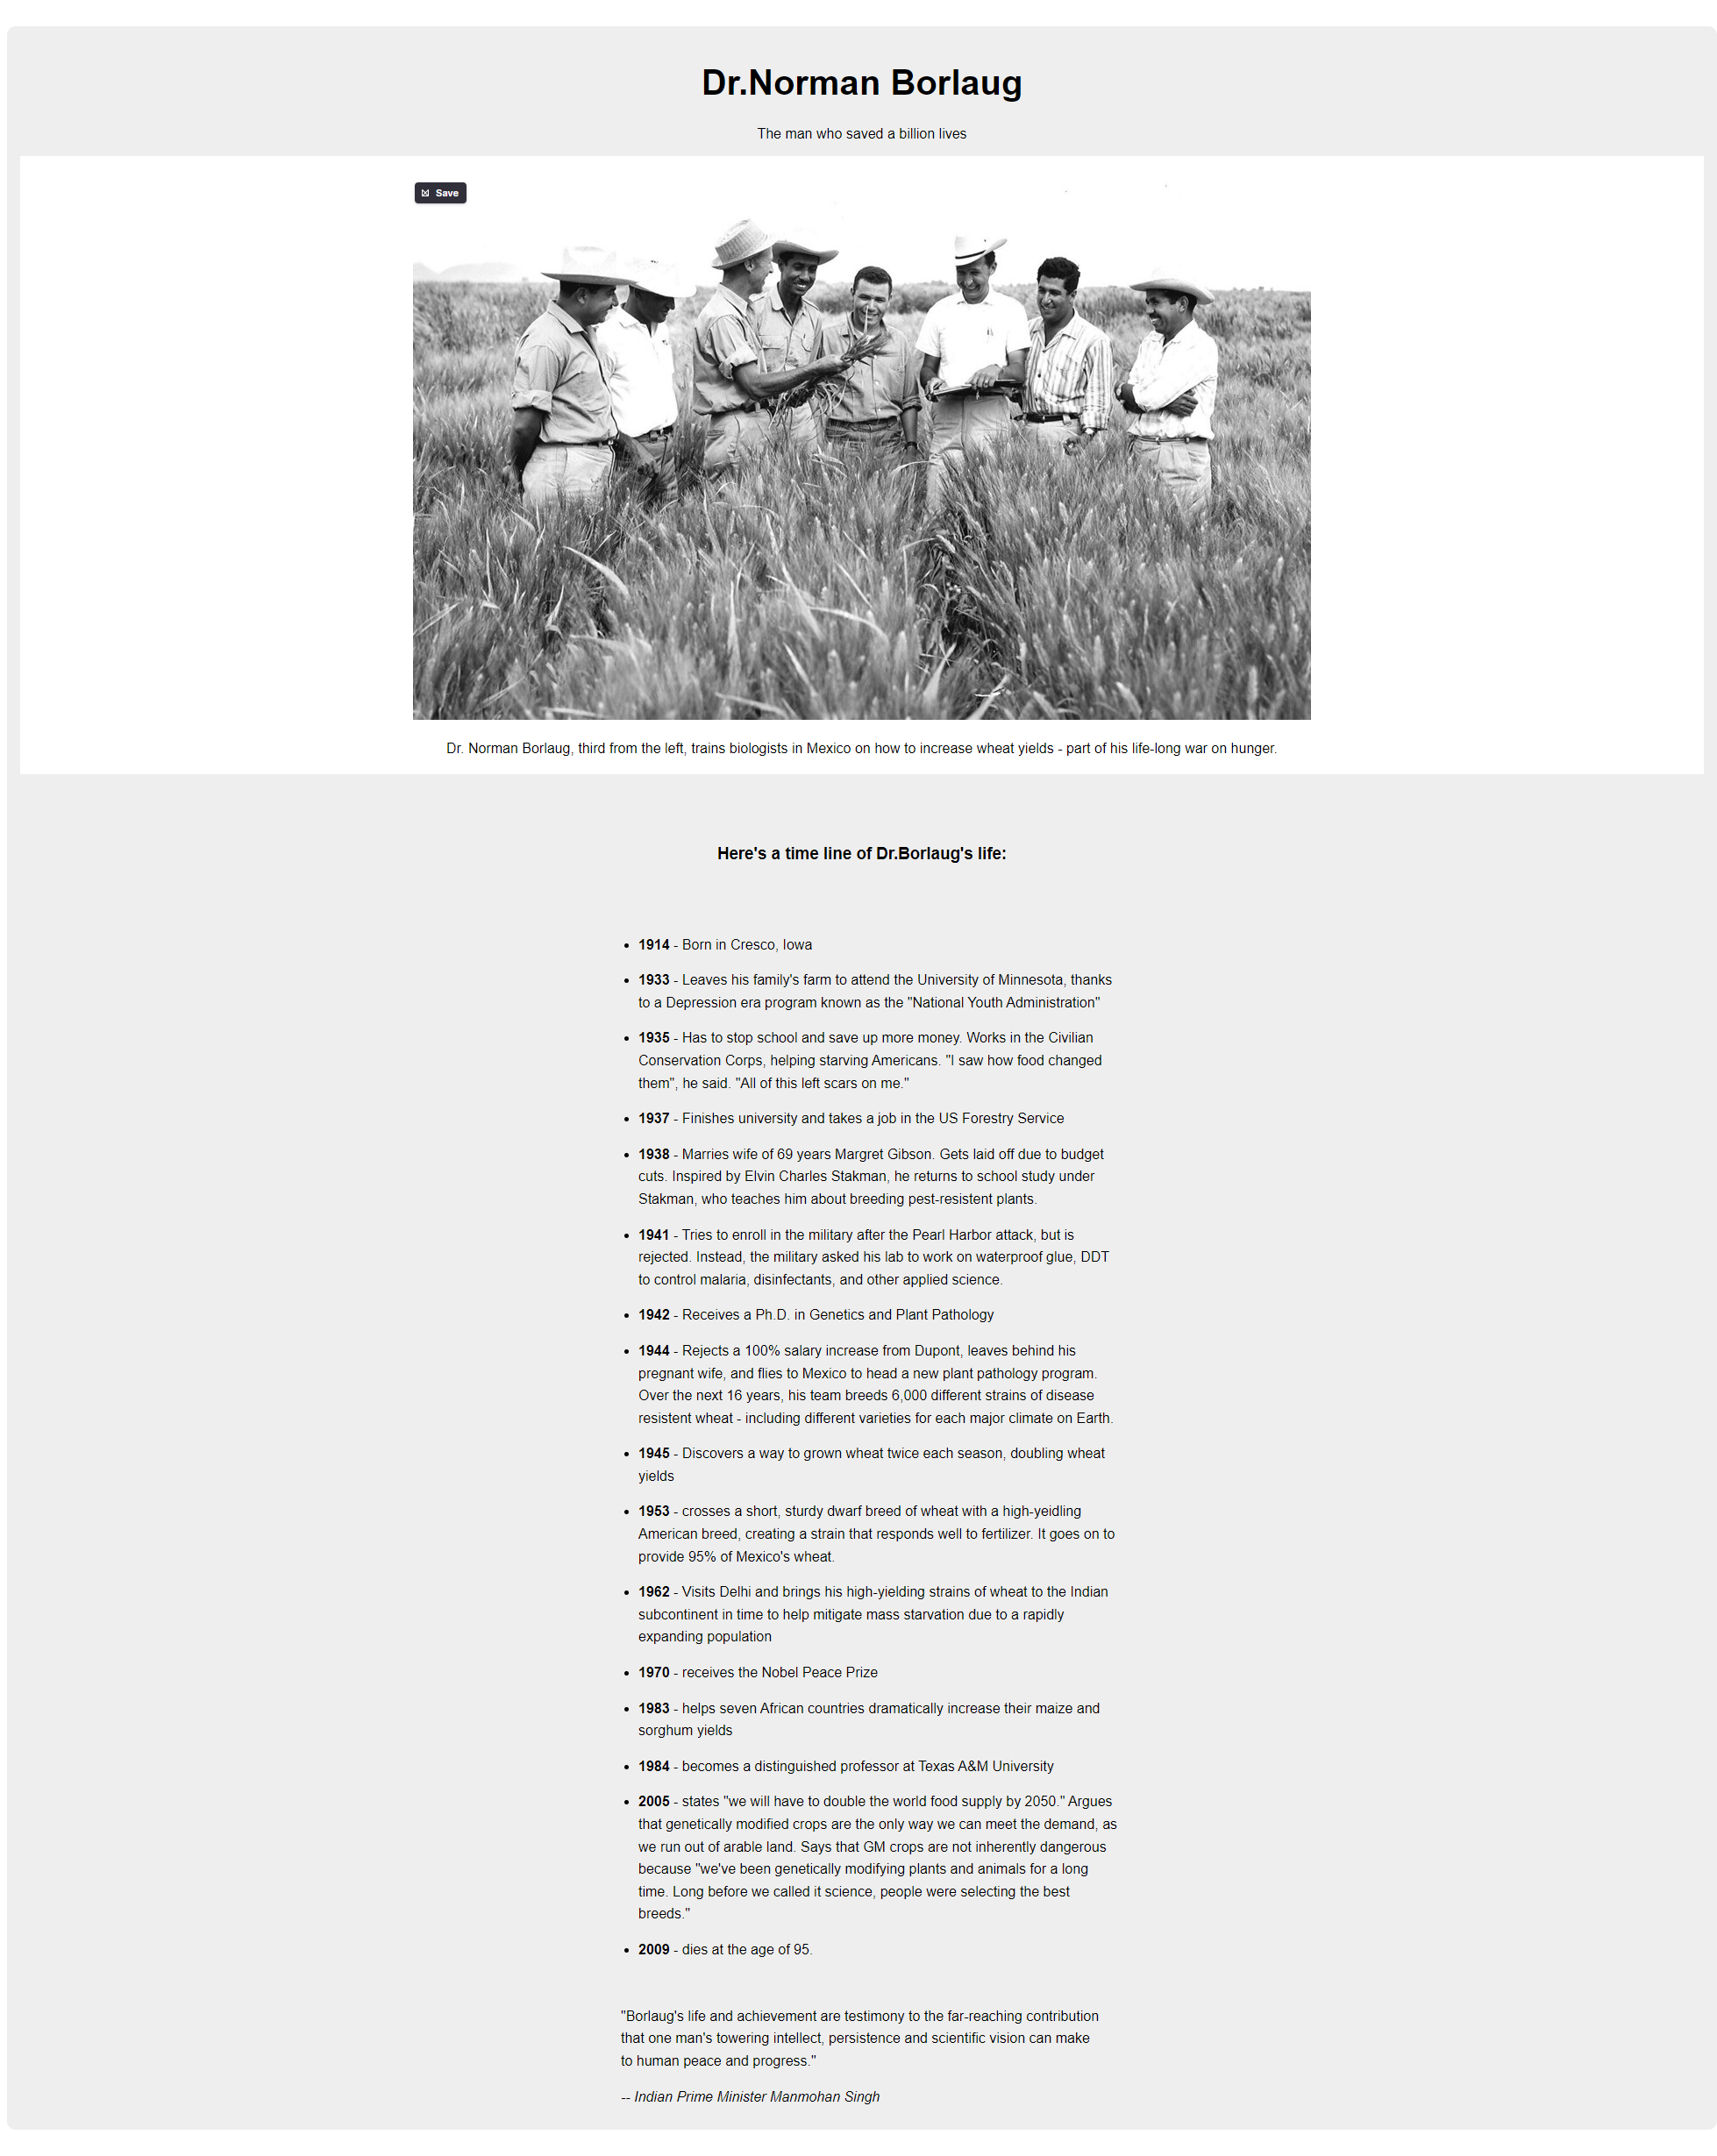 Dr.Norman Borlaug
The man who saved a billion lives
Save
Dr. Norman Borlaug, third from the left, trains biologists in Mexico on how to increase wheat yields - part of his life-long war on hunger.
Here's a time line of Dr.Borlaug's life:
• 1914 - Born in Cresco, Iowa
• 1933 - Leaves his family's farm to attend the University of Minnesota, thanks
to a Depression era program known as the "National Youth Administration"
• 1935 - Has to stop school and save up more money. Works in the Civilian
Conservation Corps, helping starving Americans. "I saw how food changed
them", he said. "All of this left scars on me."
• 1937 - Finishes university and takes a job in the US Forestry Service
• 1938 - Marries wife of 69 years Margret Gibson. Gets laid off due to budget
cuts. Inspired by Elvin Charles Stakman, he returns to school study under
Stakman, who teaches him about breeding pest-resistent plants.
• 1941 - Tries to enroll in the military after the Pearl Harbor attack, but is
rejected. Instead, the military asked his lab to work on waterproof glue, DDT
to control malaria, disinfectants, and other applied science.
• 1942 - Receives a Ph.D. in Genetics and Plant Pathology
• 1944 - Rejects a 100% salary increase from Dupont, leaves behind his
pregnant wife, and flies to Mexico to head a new plant pathology program.
Over the next 16 years, his team breeds 6,000 different strains of disease
resistent wheat - including different varieties for each major climate on Earth.
• 1945 - Discovers a way to grown wheat twice each season, doubling wheat
yields
• 1953 - crosses a short, sturdy dwarf breed of wheat with a high-yeidling
American breed, creating a strain that responds well to fertilizer. It goes on to
provide 95% of Mexico's wheat.
• 1962 - Visits Delhi and brings his high-yielding strains of wheat to the Indian
subcontinent in time to help mitigate mass starvation due to a rapidly
expanding population
• 1970 - receives the Nobel Peace Prize
• 1983 - helps seven African countries dramatically increase their maize and
sorghum yields
• 1984 - becomes a distinguished professor at Texas A&M University
• 2005 - states "we will have to double the world food supply by 2050." Argues
that genetically modified crops are the only way we can meet the demand, as
we run out of arable land. Says that GM crops are not inherently dangerous
because "we've been genetically modifying plants and animals for a long
time. Long before we called it science, people were selecting the best
breeds."
• 2009 - dies at the age of 95.
"Borlaug's life and achievement are testimony to the far-reaching contribution
that one man's towering intellect, persistence and scientific vision can make
to human peace and progress."
-- Indian Prime Minister Manmohan Singh